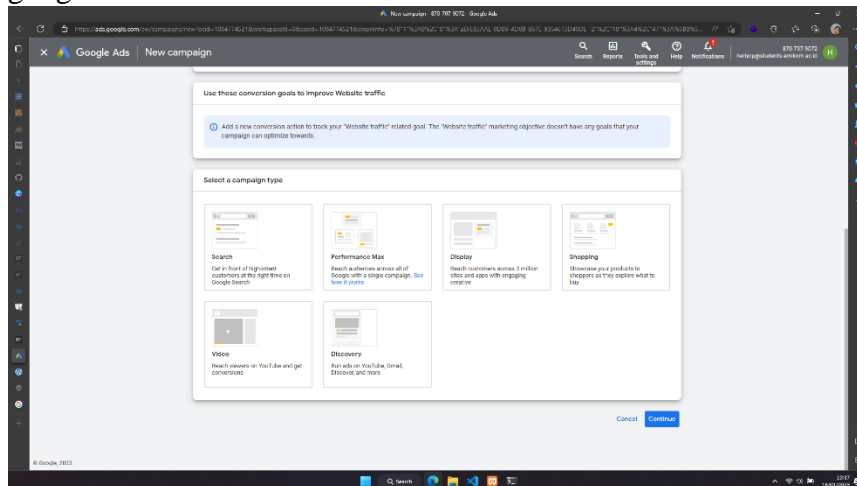 New campaign - 870-707-9072 - Google Ads
Google Ads
New campaign
Search
Reports
Tools and
settings
Help
Notifications
870-707-9072
H
Use these conversion goals to improve Website traffic
Add a new conversion action to track your "Website traffic" related goal. The "Website traffic" marketing objective doesn't have any goals that your
campaign can optimize towards.
Select a campaign type
Search
Get in front of high-intent
customers at the right time on
Google Search
Performance Max
Reach audiences across all of
Google with a single campaign. See
how it works
Display
Reach customers across 3 million
sites and apps with engaging
creative
Shopping
Showcase your products to
shoppers as they explore what to
buy
Video
Reach viewers on YouTube and get
conversions
Discovery
Run ads on YouTube, Gmail,
Discover, and more
Cancel
Continue
© Google, 2023.
Search
10:37